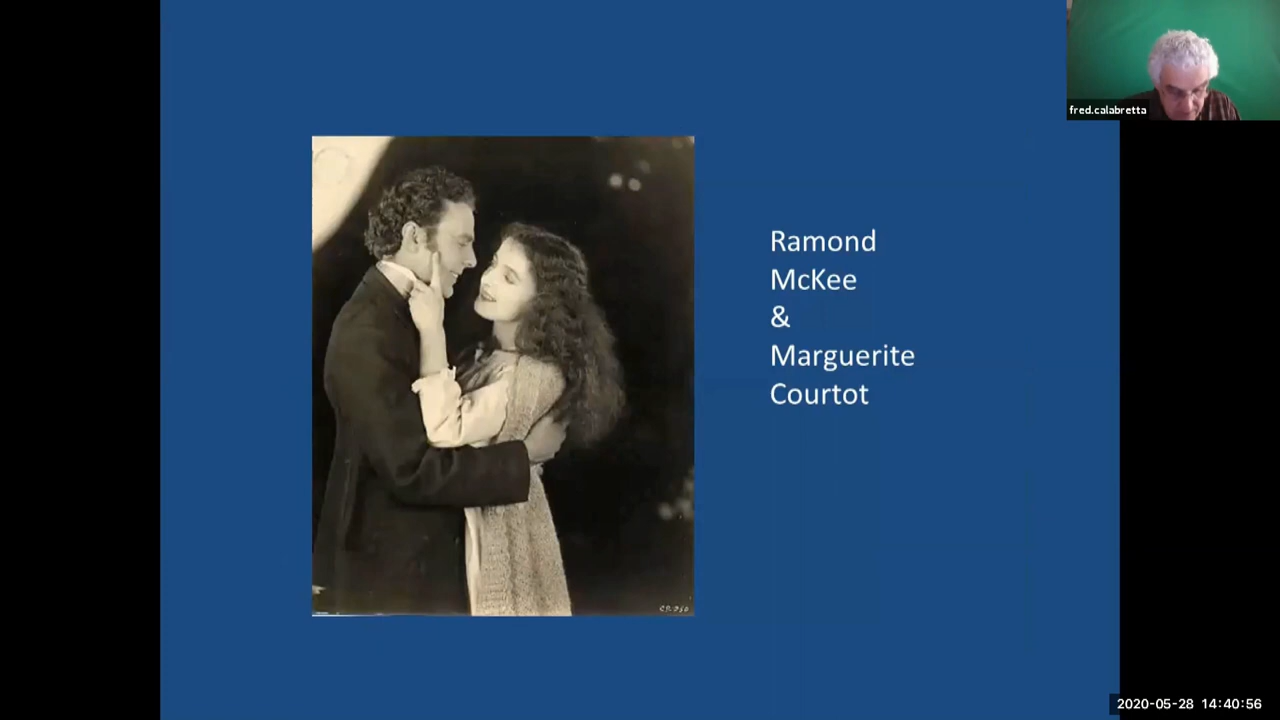 fred.calabretta
Ramond
McKee
&
Marguerite
Courtot
2020-05-28 14:40:56